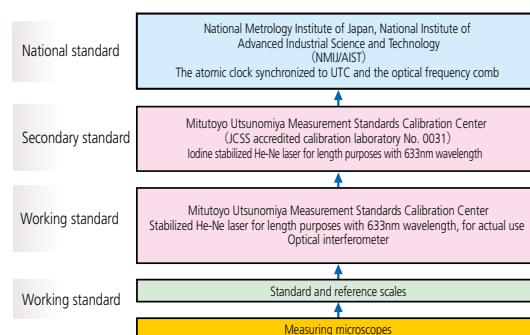 National standard
National Metrology Institute of Japan, National Institute of
Advanced Industrial Science and Technology
(NMIJ/AIST)
The atomic clock synchronized to UTC and the optical frequency comb
Secondary standard
Mitutoyo Utsunomiya Measurement Standards Calibration Center
(JCSS accredited calibration laboratory No. 0031)
Iodine stabilized He-Ne laser for length purposes with 633nm wavelength
Working standard
Mitutoyo Utsunomiya Measurement Standards Calibration Center
Stabilized He-Ne laser for length purposes with 633nm wavelength, for actual use
Optical interferometer
Working standard
Standard and reference scales
Measuring microscopes